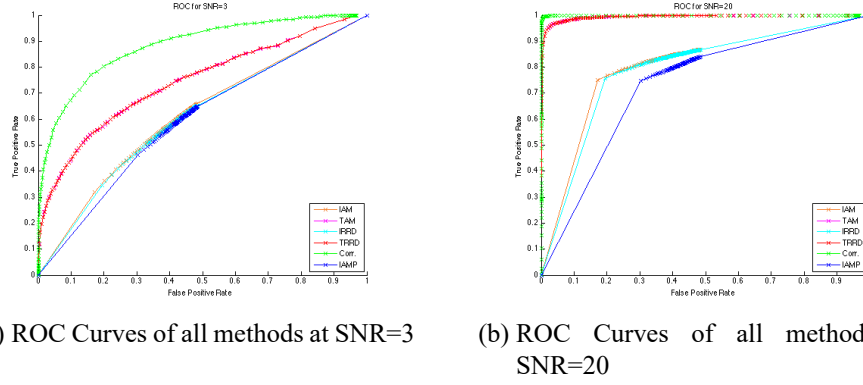 ROC for SNR=3
1
0.9
0.8
0.7
0.6
0.5
0.4
0.3
0.2
0.1
0
True Positive Rate
0 0.1 0.2 0.3 0.4 0.5 0.6 0.7 0.8 0.9 1
False Positive Rate
IAM
TAM
IRRD
TRRD
Corr.
IAMP
ROC for SNR=20
1
0.9
0.8
0.7
0.6
0.5
0.4
0.3
0.2
0.1
0
True Positive Rate
0 0.1 0.2 0.3 0.4 0.5 0.6 0.7 0.8 0.9
False Positive Rate
IAM
TAM
IRRD
TRRD
Corr.
IAMP
) ROC Curves of all methods at SNR=3
(b) ROC Curves of all method
SNR=20